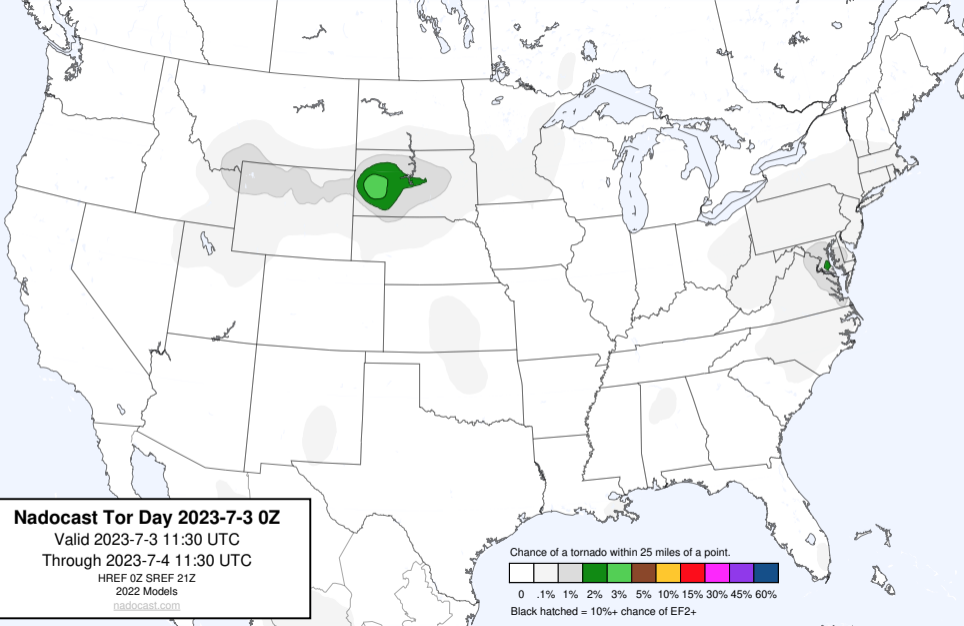 Nadocast Tor Day 2023-7-3 0Z
Valid 2023-7-3 11:30 UTC
Through 2023-7-4 11:30 UTC
HREF 0Z SREF 21Z
2022 Models
nadocast.com
Chance of a tornado within 25 miles of a point.
0 .1% 1% 2% 3% 5% 10% 15% 30% 45% 60%
Black hatched = 10%+ chance of EF2+